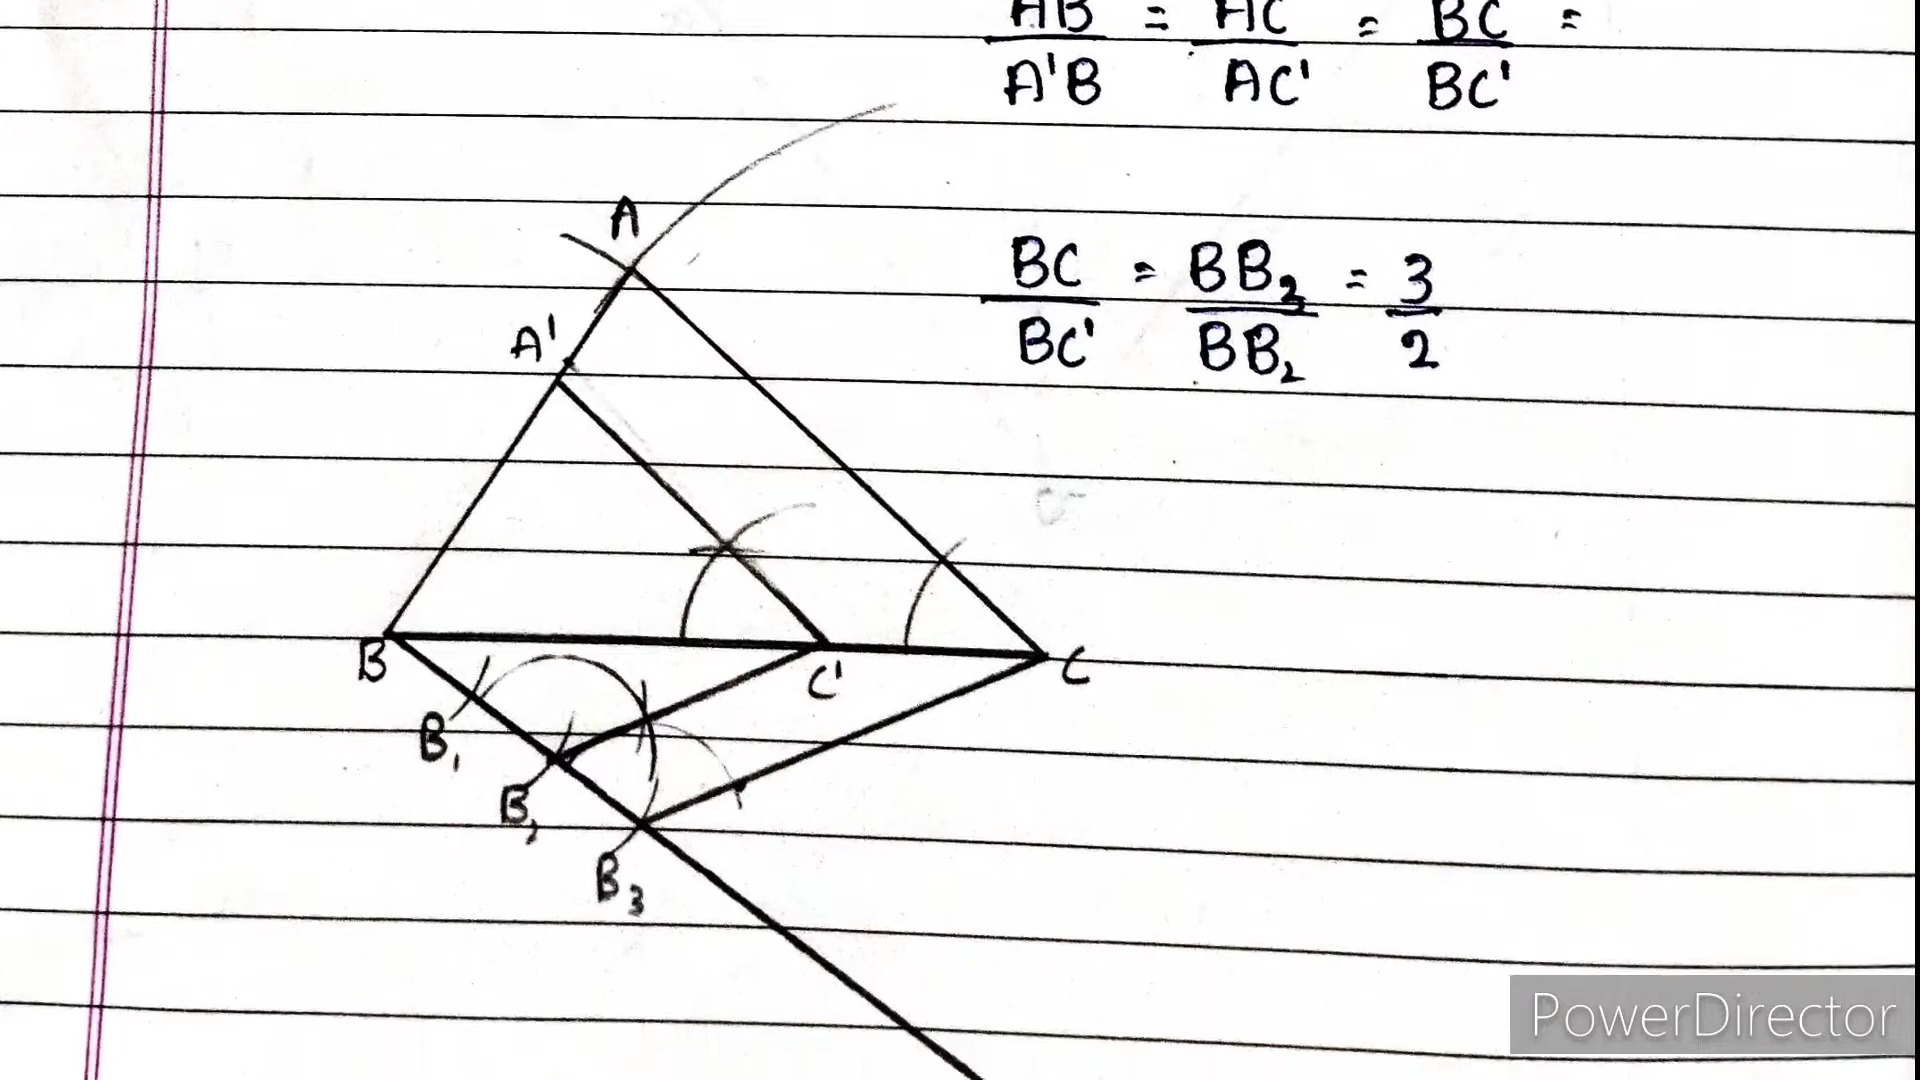 AB/A'B = AC/AC' = BC/BC' =
A
BC/BC' = BB₃/BB₂ = 3/2
A'
B C' C
B₁
B₂
B₃
PowerDirector